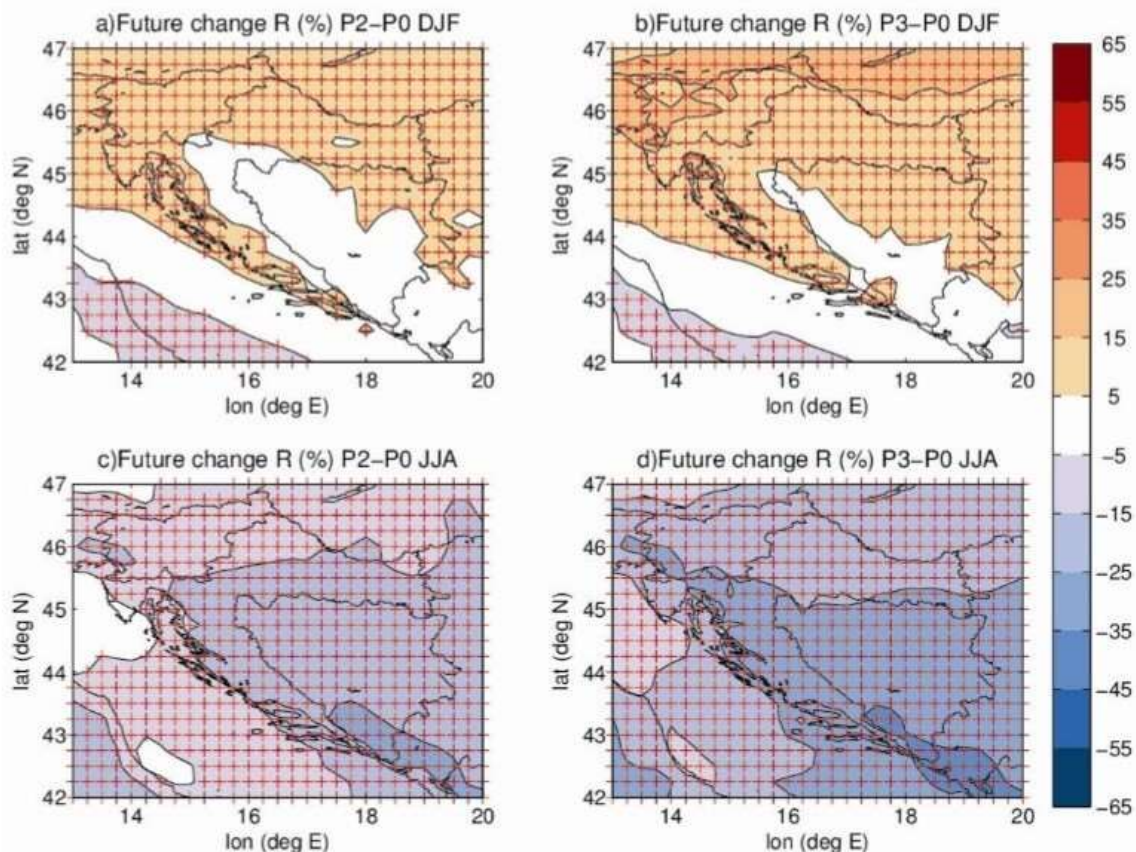 a)Future change R (%) P2−P0 DJF
47
46
45
44
43
42
lat (deg N)
14 16 18 20
lon (deg E)
b)Future change R (%) P3−P0 DJF
47
46
45
44
43
42
lat (deg N)
14 16 18 20
lon (deg E)
c)Future change R (%) P2−P0 JJA
47
46
45
44
43
42
lat (deg N)
14 16 18 20
lon (deg E)
d)Future change R (%) P3−P0 JJA
47
46
45
44
43
42
lat (deg N)
14 16 18 20
lon (deg E)
65
55
45
35
25
15
5
−5
−15
−25
−35
−45
−55
−65